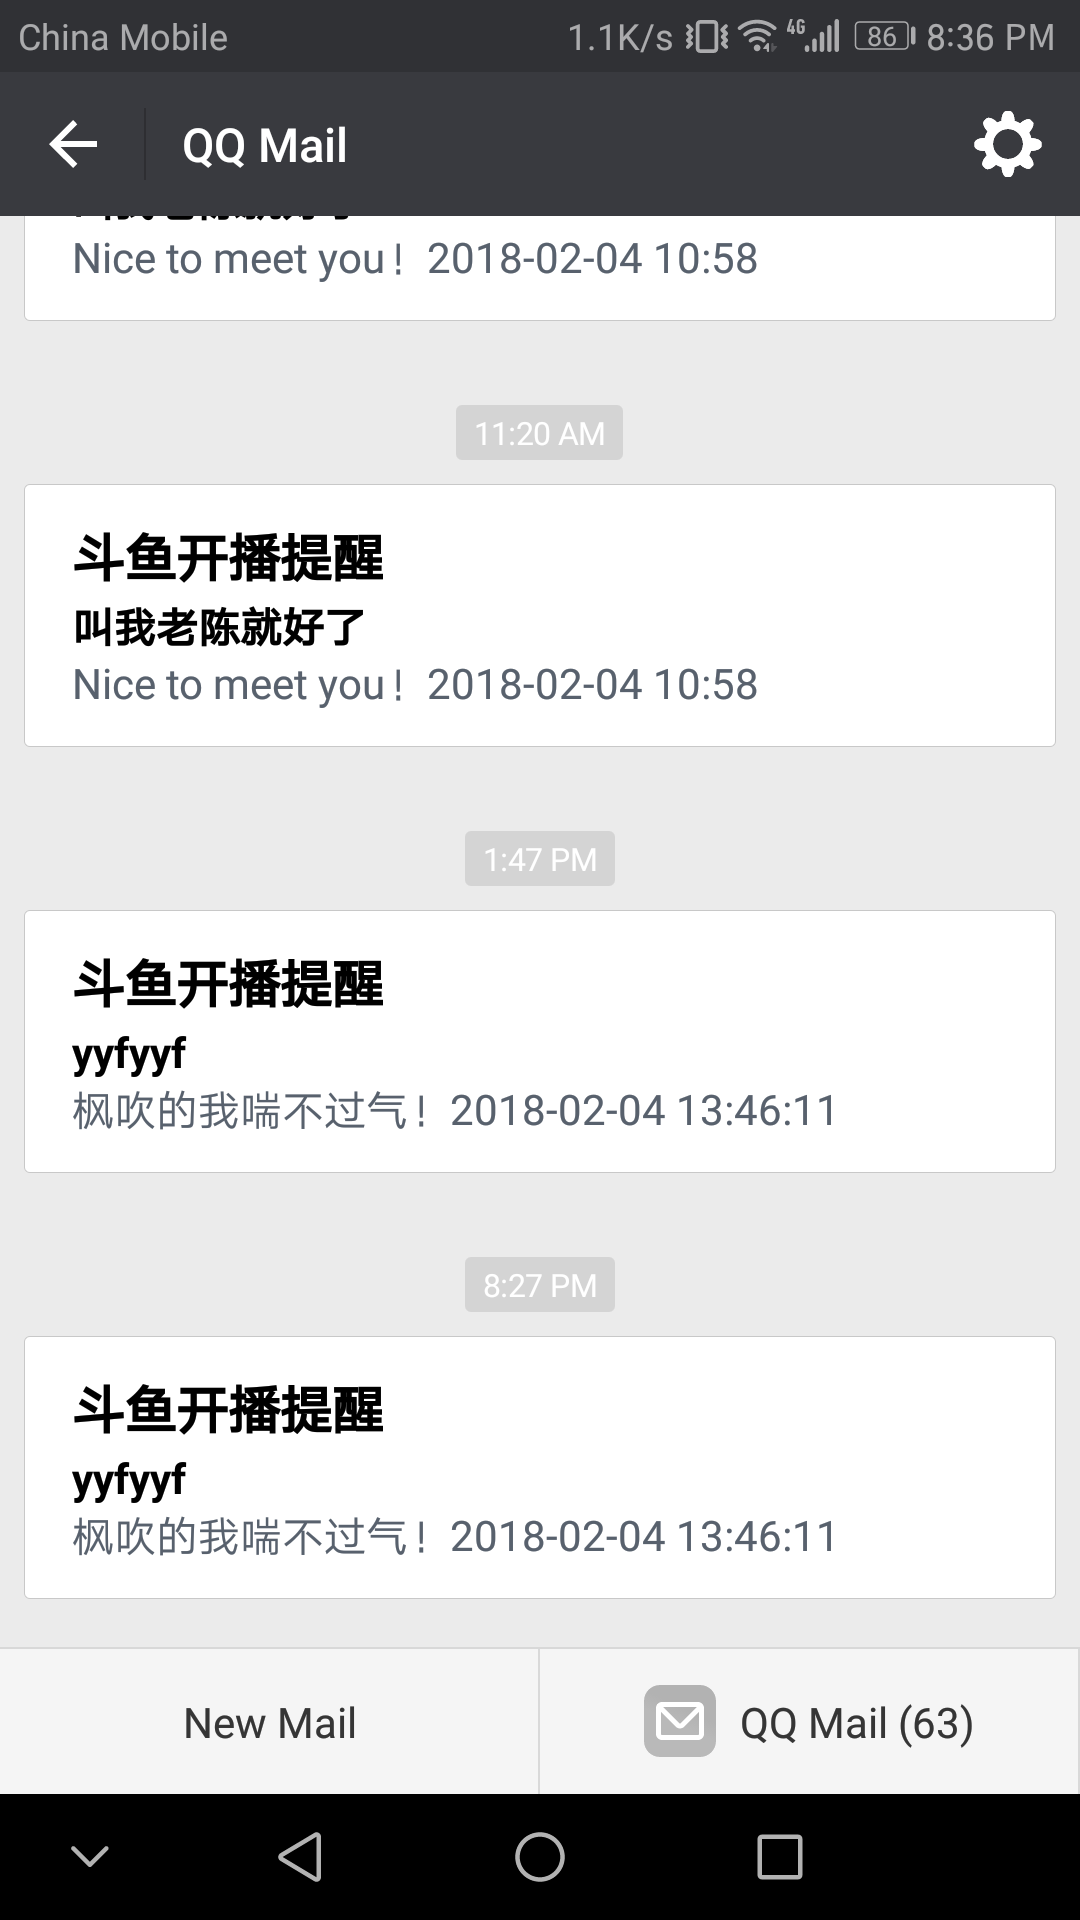 China Mobile 1.1K/s 4G 86 8:36 PM
QQ Mail
Nice to meet you！ 2018-02-04 10:58
11:20 AM
斗鱼开播提醒
叫我老陈就好了
Nice to meet you！ 2018-02-04 10:58
1:47 PM
斗鱼开播提醒
yyfyyf
枫吹的我喘不过气！ 2018-02-04 13:46:11
8:27 PM
斗鱼开播提醒
yyfyyf
枫吹的我喘不过气！ 2018-02-04 13:46:11
New Mail QQ Mail (63)